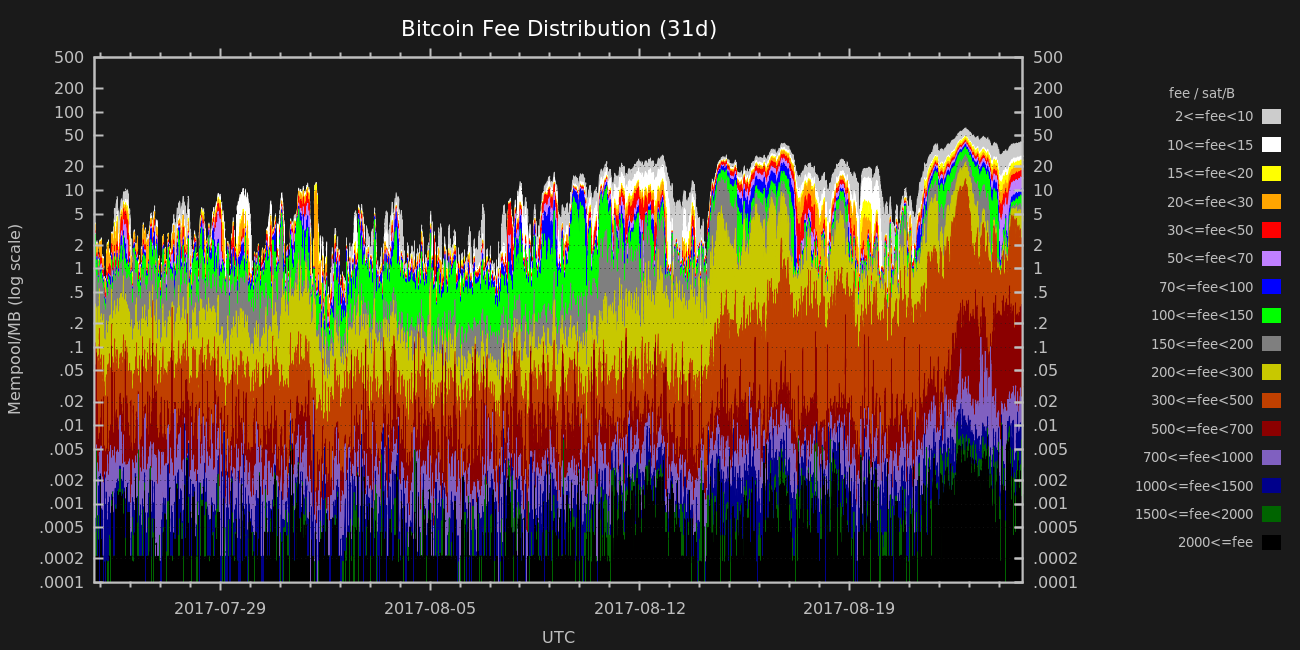 Bitcoin Fee Distribution (31d)
500
200
100
50
20
10
5
2
1
.5
.2
.1
.05
.02
.01
.005
.002
.001
.0005
.0002
.0001
Mempool/MB (log scale)
500
200
100
50
20
10
5
2
1
.5
.2
.1
.05
.02
.01
.005
.002
.001
.0005
.0002
.0001
2017-07-29
2017-08-05
2017-08-12
2017-08-19
UTC
fee / sat/B
2<=fee<10
10<=fee<15
15<=fee<20
20<=fee<30
30<=fee<50
50<=fee<70
70<=fee<100
100<=fee<150
150<=fee<200
200<=fee<300
300<=fee<500
500<=fee<700
700<=fee<1000
1000<=fee<1500
1500<=fee<2000
2000<=fee